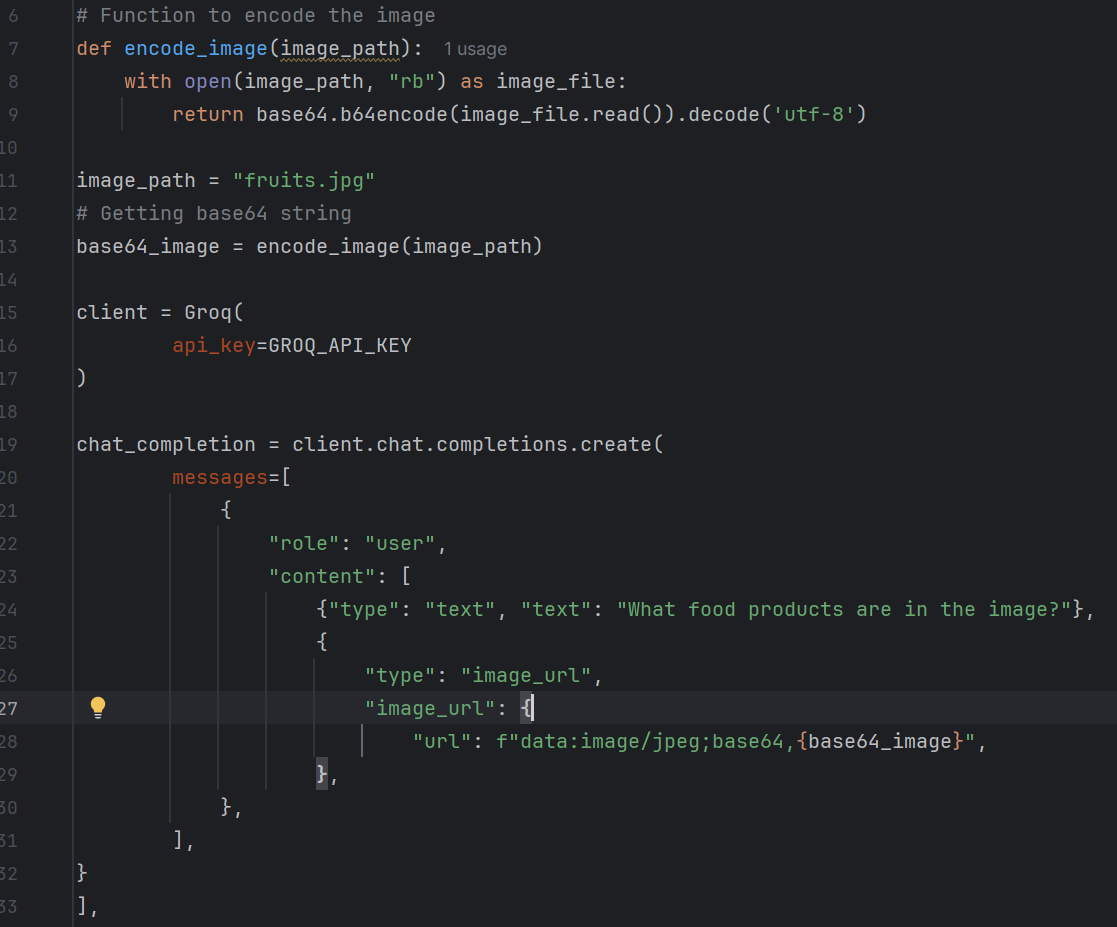 6 # Function to encode the image
7 def encode_image(image_path): 1 usage
8     with open(image_path, "rb") as image_file:
9         return base64.b64encode(image_file.read()).decode('utf-8')
10
11 image_path = "fruits.jpg"
12 # Getting base64 string
13 base64_image = encode_image(image_path)
14
15 client = Groq(
16         api_key=GROQ_API_KEY
17 )
18
19 chat_completion = client.chat.completions.create(
20         messages=[
21             {
22                 "role": "user",
23                 "content": [
24                     {"type": "text", "text": "What food products are in the image?"},
25                     {
26                         "type": "image_url",
27                         "image_url": {
28                             "url": f"data:image/jpeg;base64,{base64_image}",
29                     },
30             },
31         ],
32 }
33 ],